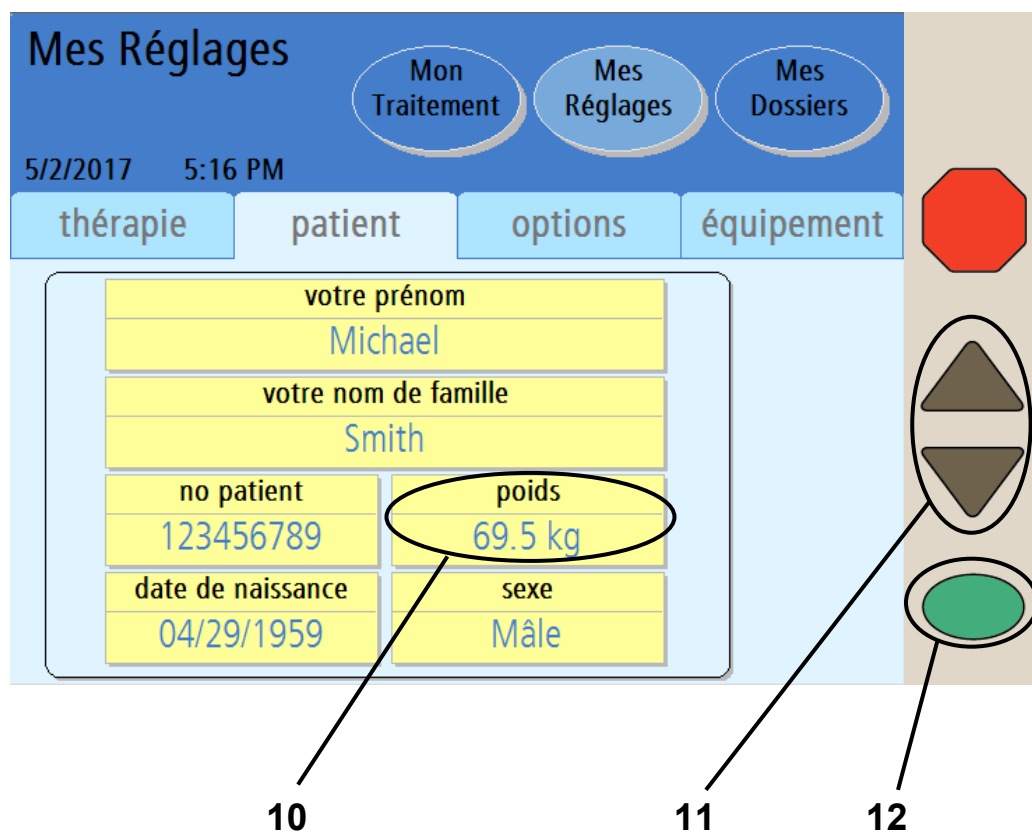 Mes Réglages
Mon
Traitement
Mes
Réglages
Mes
Dossiers
5/2/2017 5:16 PM
thérapie patient options équipement
votre prénom
Michael
votre nom de famille
Smith
no patient poids
123456789 69.5 kg
date de naissance sexe
04/29/1959 Mâle
10 11 12